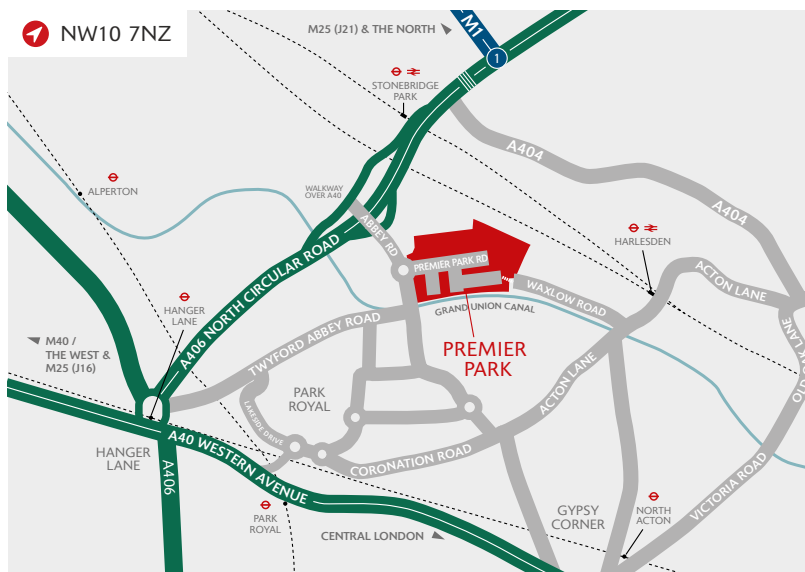 NW10 7NZ
M25 (J21) & THE NORTH
M1
1
STONEBRIDGE
PARK
A404
A404
ALPERTON
WALKWAY
OVER A40
ABBEY RD
HARLESDEN
PREMIER PARK RD
ACTON LANE
A406 NORTH CIRCULAR ROAD
WAXLOW ROAD
GRAND UNION CANAL
HANGER
LANE
TWYFORD ABBEY ROAD
M40 /
THE WEST &
M25 (J16)
PREMIER
PARK
ACTON LANE
PARK
ROYAL
LAKESIDE DRIVE
CORONATION ROAD
HANGER
LANE
A40 WESTERN AVENUE
A406
VICTORIA ROAD
PARK
ROYAL
GYPSY
CORNER
NORTH
ACTON
CENTRAL LONDON